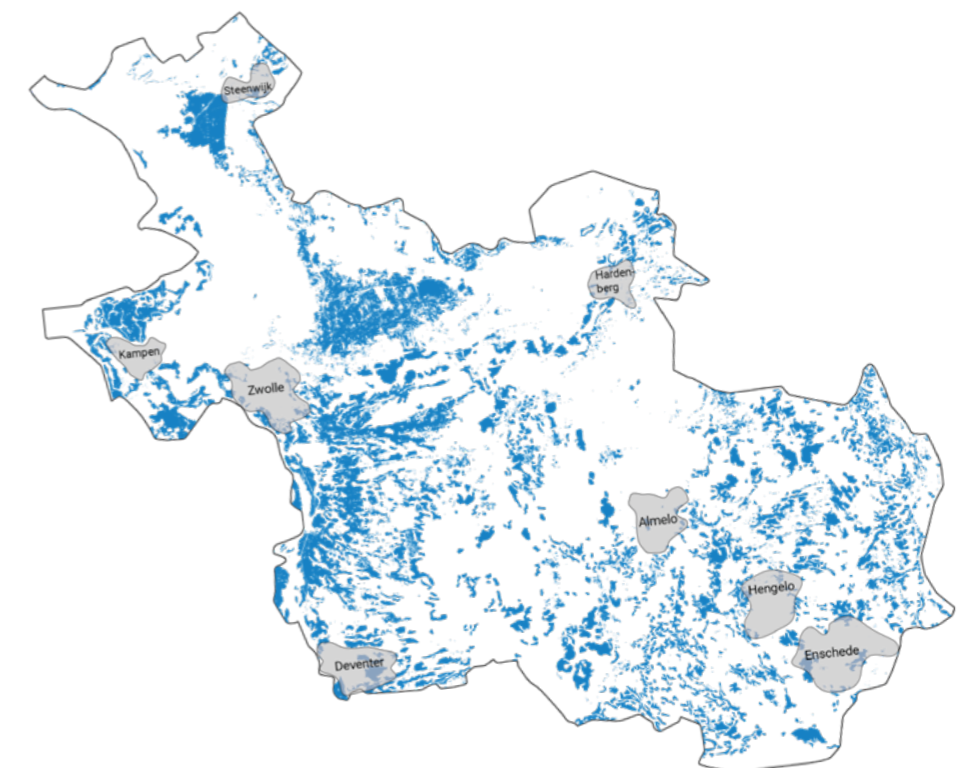 Steenwijk
Harden-
berg
Kampen
Zwolle
Almelo
Hengelo
Enschede
Deventer